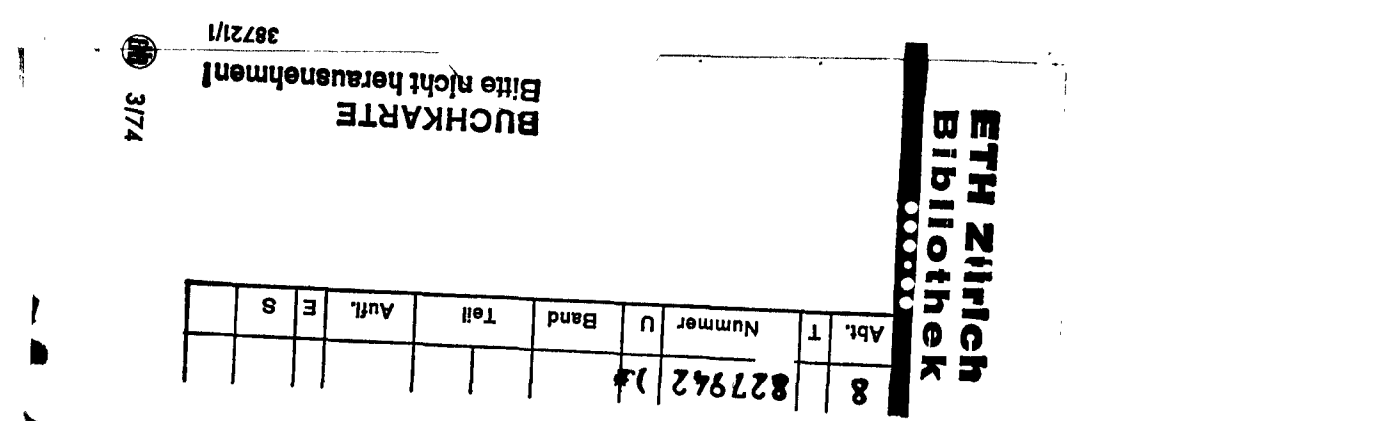 ETH Zürich
Bibliothek
8 827942
Abt. T Nummer U Band Teil Aufl. E S
BUCHKARTE
Bitte nicht herausnehmen!
38721/1
3/74